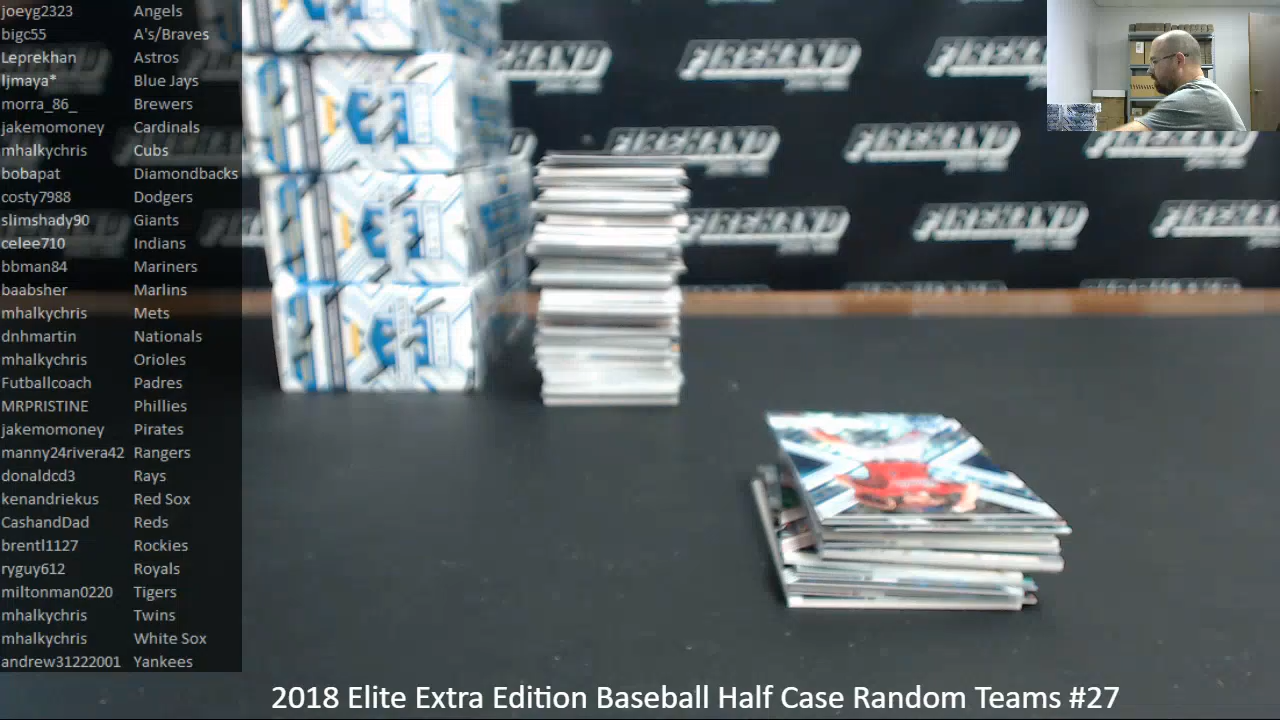 joeyg2323 Angels
bigc55 A's/Braves
Leprekhan Astros
ljmaya* Blue Jays
morra_86_ Brewers
jakemomoney Cardinals
mhalkychris Cubs
bobapat Diamondbacks
costy7988 Dodgers
slimshady90 Giants
celee710 Indians
bbman84 Mariners
baabsher Marlins
mhalkychris Mets
dnhmartin Nationals
mhalkychris Orioles
Futballcoach Padres
MRPRISTINE Phillies
jakemomoney Pirates
manny24rivera42 Rangers
donaldcd3 Rays
kenandriekus Red Sox
CashandDad Reds
brentl1127 Rockies
ryguy612 Royals
miltonman0220 Tigers
mhalkychris Twins
mhalkychris White Sox
andrew31222001 Yankees
FIREHAND
FIREHAND
FIREHAND
FIREHAND
FIREHAND
FIREHAND
FIREHAND
FIREHAND
FIREHAND
2018 Elite Extra Edition Baseball Half Case Random Teams #27